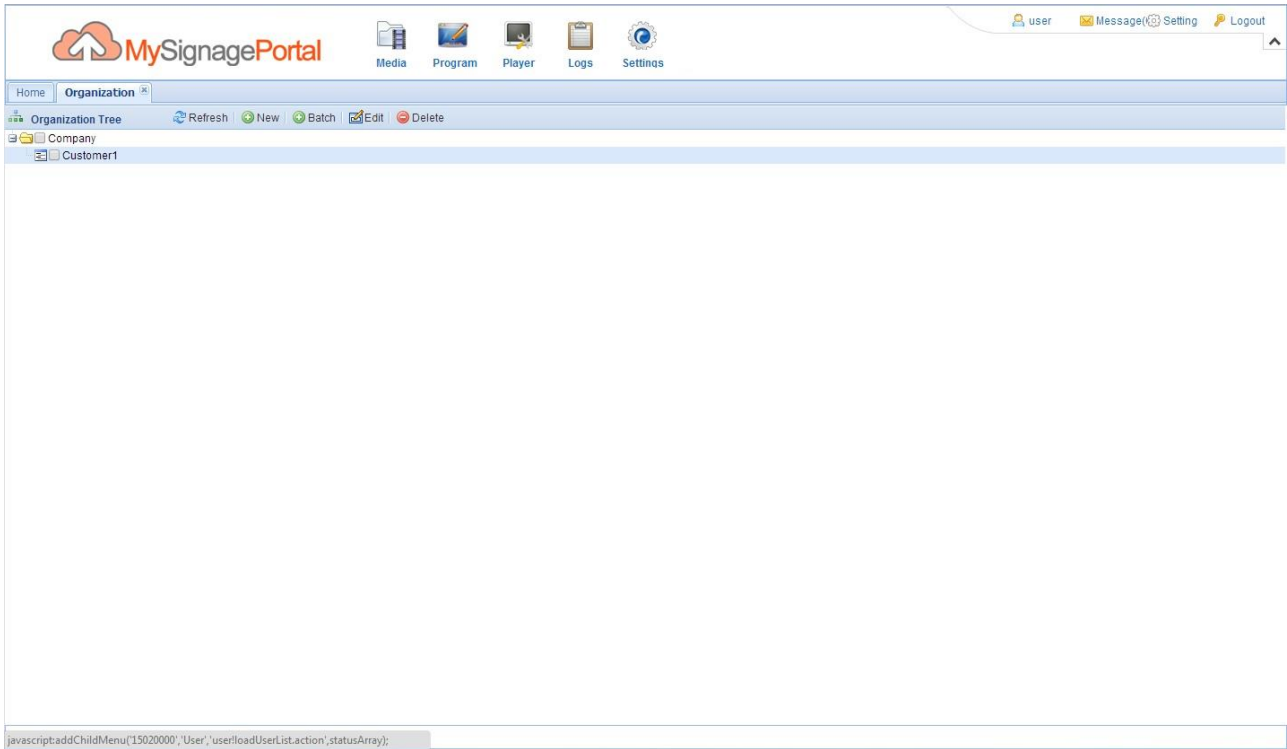 user Message( Setting Logout
MySignagePortal
Media Program Player Logs Settings
Home Organization
Organization Tree Refresh New Batch Edit Delete
Company
Customer1
javascript:addChildMenu('15020000','User','user!loadUserList.action',statusArray);